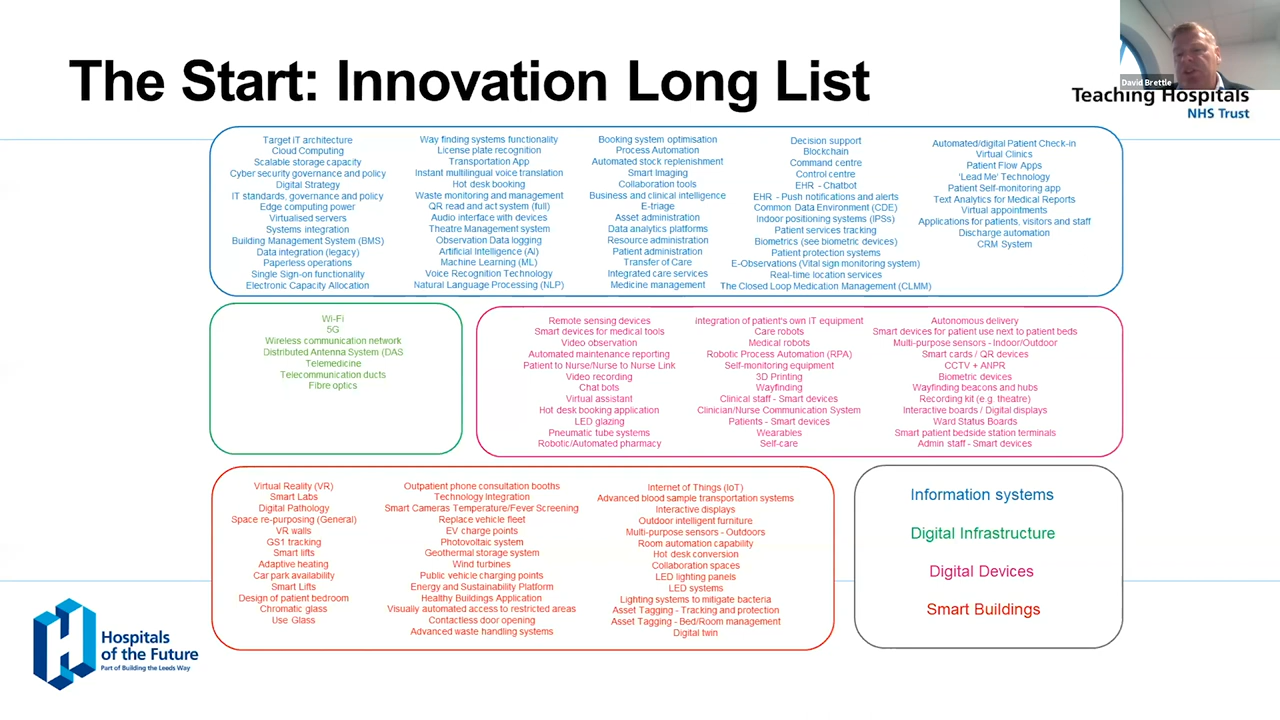 The Start: Innovation Long List
David Brettle
Teaching Hospitals
NHS Trust
Target iT architecture
Cloud Computing
Scalable storage capacity
Cyber security governance and policy
Digital Strategy
IT standards, governance and policy
Edge computing power
Virtualised servers
Systems integration
Building Management System (BMS)
Data integration (legacy)
Paperless operations
Single Sign-on functionality
Electronic Capacity Allocation
Way finding systems functionality
License plate recognition
Transportation App
Instant multilingual voice translation
Hot desk booking
Waste monitoring and management
QR read and act system (full)
Audio interface with devices
Theatre Management system
Observation Data logging
Artificial Intelligence (AI)
Machine Learning (ML)
Voice Recognition Technology
Natural Language Processing (NLP)
Booking system optimisation
Process Automation
Automated stock replenishment
Smart Imaging
Collaboration tools
Business and clinical intelligence
E-triage
Asset administration
Data analytics platforms
Resource administration
Patient administration
Transfer of Care
Integrated care services
Medicine management
Decision support
Blockchain
Command centre
Control centre
EHR - Chatbot
EHR - Push notifications and alerts
Common Data Environment (CDE)
Indoor positioning systems (IPSs)
Patient services tracking
Biometrics (see biometric devices)
Patient protection systems
E-Observations (Vital sign monitoring system)
Real-time location services
The Closed Loop Medication Management (CLMM)
Automated/digital Patient Check-in
Virtual Clinics
Patient Flow Apps
'Lead Me' Technology
Patient Self-monitoring app
Text Analytics for Medical Reports
Virtual appointments
Applications for patients, visitors and staff
Discharge automation
CRM System
Wi-Fi
5G
Wireless communication network
Distributed Antenna System (DAS
Telemedicine
Telecommunication ducts
Fibre optics
Remote sensing devices
Smart devices for medical tools
Video observation
Automated maintenance reporting
Patient to Nurse/Nurse to Nurse Link
Video recording
Chat bots
Virtual assistant
Hot desk booking application
LED glazing
Pneumatic tube systems
Robotic/Automated pharmacy
Integration of patient's own IT equipment
Care robots
Medical robots
Robotic Process Automation (RPA)
Self-monitoring equipment
3D Printing
Wayfinding
Clinical staff - Smart devices
Clinician/Nurse Communication System
Patients - Smart devices
Wearables
Self-care
Autonomous delivery
Smart devices for patient use next to patient beds
Multi-purpose sensors - Indoor/Outdoor
Smart cards / QR devices
CCTV + ANPR
Biometric devices
Wayfinding beacons and hubs
Recording kit (e.g. theatre)
Interactive boards / Digital displays
Ward Status Boards
Smart patient bedside station terminals
Admin staff - Smart devices
Virtual Reality (VR)
Smart Labs
Digital Pathology
Space re-purposing (General)
VR walls
GS1 tracking
Smart lifts
Adaptive heating
Car park availability
Smart Lifts
Design of patient bedroom
Chromatic glass
Use Glass
Outpatient phone consultation booths
Technology Integration
Smart Cameras Temperature/Fever Screening
Replace vehicle fleet
EV charge points
Photovoltaic system
Geothermal storage system
Wind turbines
Public vehicle charging points
Energy and Sustainability Platform
Healthy Buildings Application
Visually automated access to restricted areas
Contactless door opening
Advanced waste handling systems
Internet of Things (IoT)
Advanced blood sample transportation systems
Interactive displays
Outdoor intelligent furniture
Multi-purpose sensors - Outdoors
Room automation capability
Hot desk conversion
Collaboration spaces
LED lighting panels
LED systems
Lighting systems to mitigate bacteria
Asset Tagging - Tracking and protection
Asset Tagging - Bed/Room management
Digital twin
Information systems
Digital Infrastructure
Digital Devices
Smart Buildings
Hospitals
of the Future
Part of Building the Leeds Way